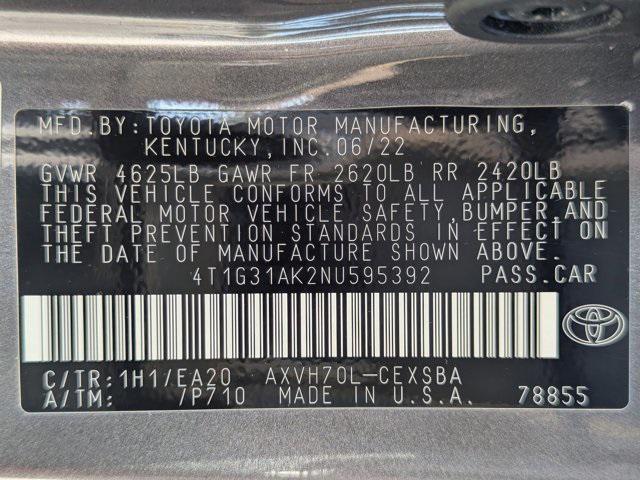 MFD.BY:TOYOTA MOTOR MANUFACTURING,
KENTUCKY,INC.06/22
GVWR 4625LB GAWR FR 2620LB RR 2420LB
THIS VEHICLE CONFORMS TO ALL APPLICABLE
FEDERAL MOTOR VEHICLE SAFETY,BUMPER,AND
THEFT PREVENTION STANDARDS IN EFFECT ON
THE DATE OF MANUFACTURE SHOWN ABOVE.
4T1G31AK2NU595392 PASS.CAR
C/TR:1H1/EA20 AXVH70L-CEXSBA
A/TM: /P710 MADE IN U.S.A. 78855